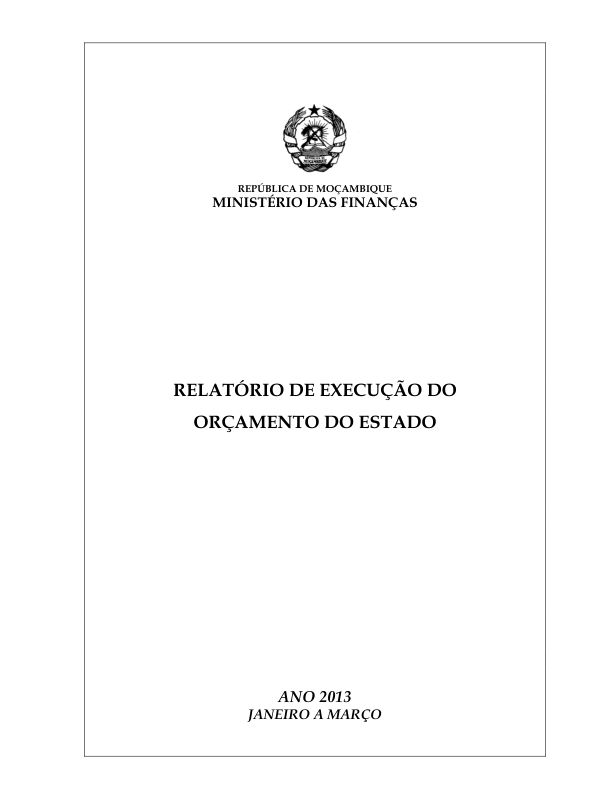 REPÚBLICA DE MOÇAMBIQUE
MINISTÉRIO DAS FINANÇAS
RELATÓRIO DE EXECUÇÃO DO
ORÇAMENTO DO ESTADO
ANO 2013
JANEIRO A MARÇO